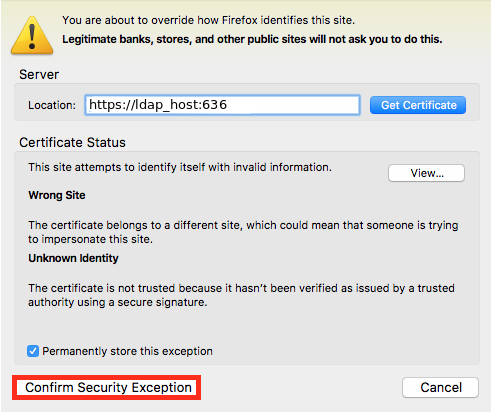 You are about to override how Firefox identifies this site.
Legitimate banks, stores, and other public sites will not ask you to do this.
Server
Location: https://ldap_host:636 Get Certificate
Certificate Status
This site attempts to identify itself with invalid information.
View...
Wrong Site
The certificate belongs to a different site, which could mean that someone is trying
to impersonate this site.
Unknown Identity
The certificate is not trusted because it hasn't been verified as issued by a trusted
authority using a secure signature.
Permanently store this exception
Confirm Security Exception Cancel